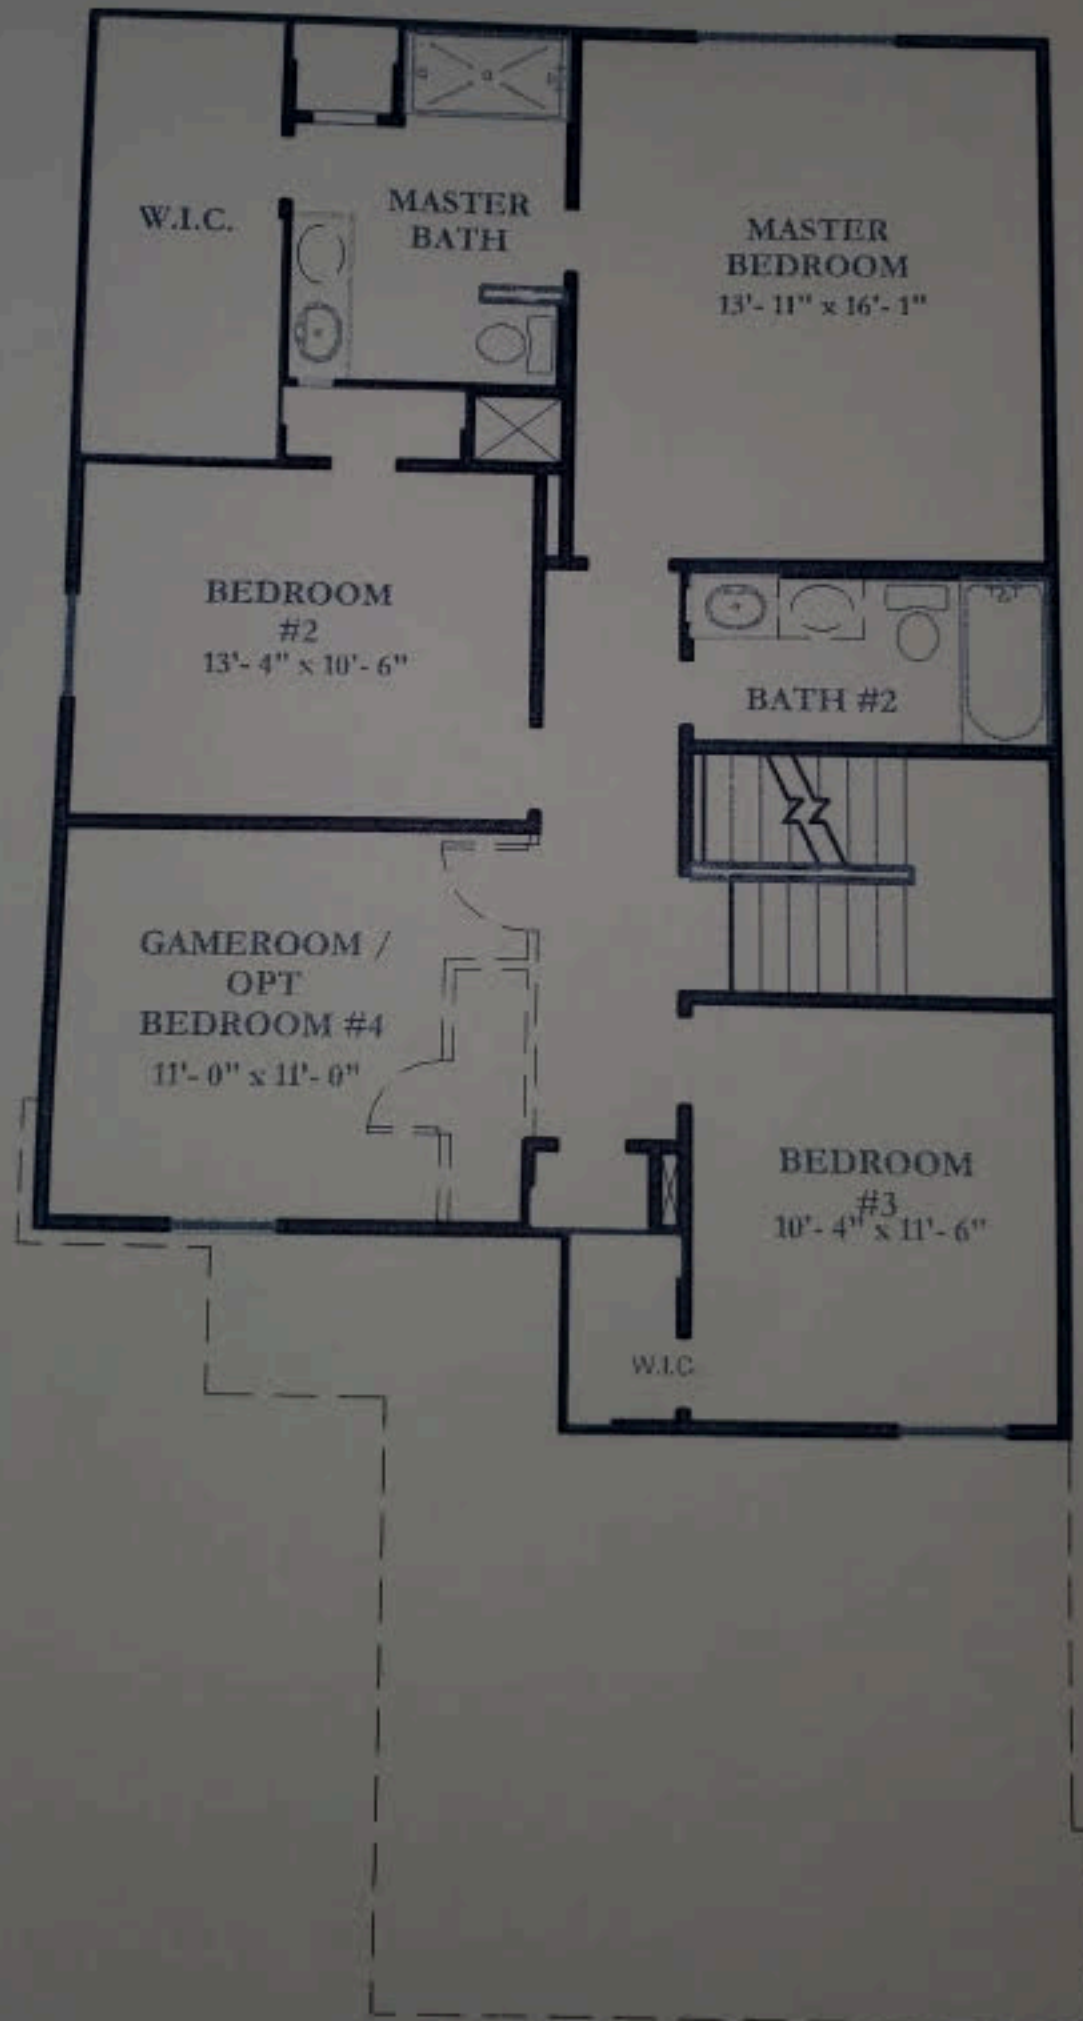 W.I.C.
MASTER
BATH
MASTER
BEDROOM
13'- 11" x 16'- 1"
BEDROOM
#2
13'- 4" x 10'- 6"
BATH #2
GAMEROOM /
OPT
BEDROOM #4
11'- 0" x 11'- 0"
BEDROOM
#3
10'- 4" x 11'- 6"
W.I.C.